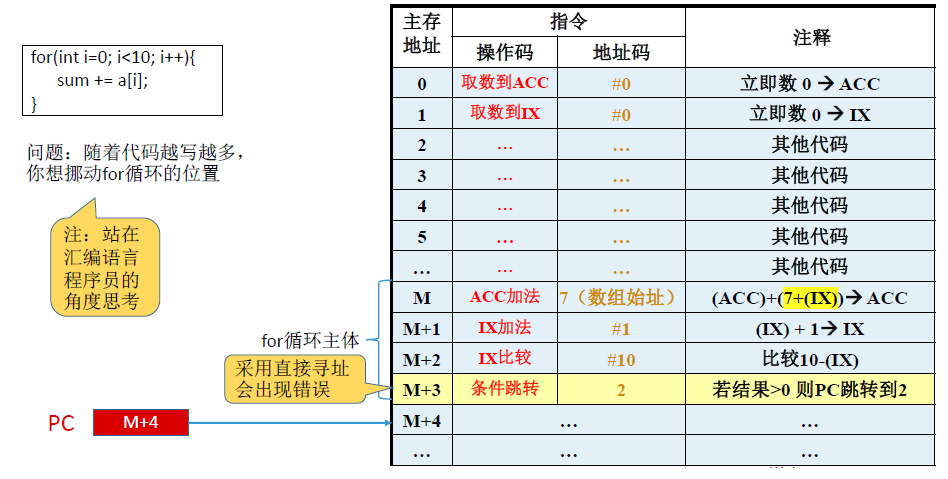 for(int i=0; i<10; i++){
sum += a[i];
}
问题：随着代码越写越多，
你想挪动for循环的位置
注：站在
汇编语言
程序员的
角度思考
for循环主体
采用直接寻址
会出现错误
PC M+4
主存地址 指令 注释
操作码 地址码
0 取数到ACC #0 立即数 0 → ACC
1 取数到IX #0 立即数 0 → IX
2 … … 其他代码
3 … … 其他代码
4 … … 其他代码
5 … … 其他代码
… … … 其他代码
M ACC加法 7（数组始址） (ACC)+(7+(IX))→ ACC
M+1 IX加法 #1 (IX) + 1→ IX
M+2 IX比较 #10 比较10-(IX)
M+3 条件跳转 2 若结果>0 则PC跳转到2
M+4 … …
… … …